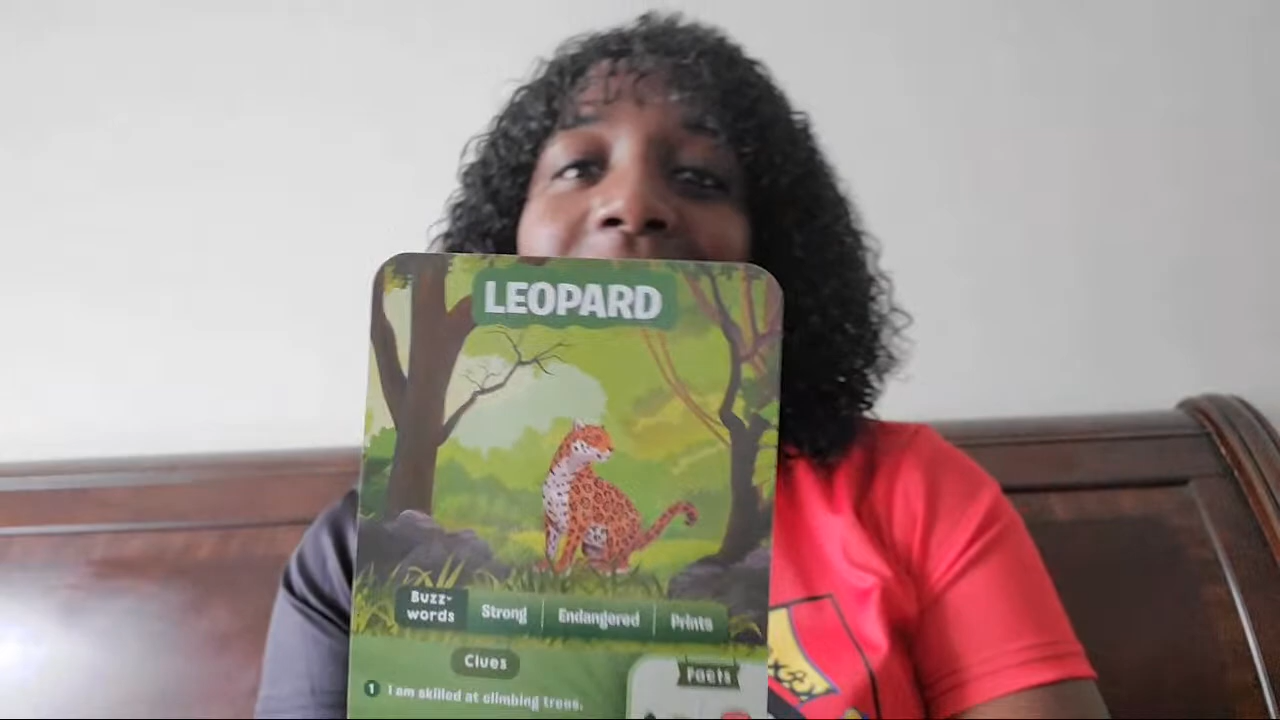 LEOPARD
Buzz-
words
Strong
Endangered
Prints
Clues
Facts
1 I am skilled at climbing trees.